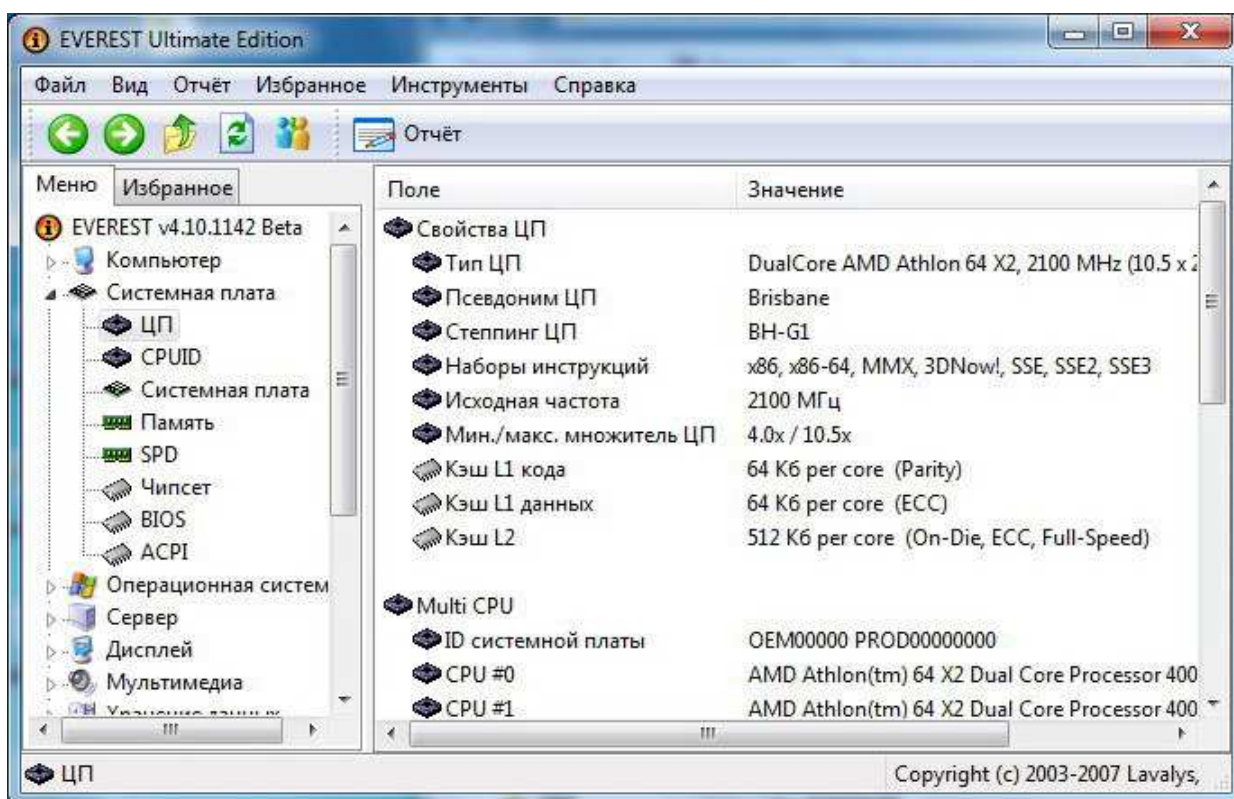 EVEREST Ultimate Edition
Файл Вид Отчёт Избранное Инструменты Справка
Отчёт
Меню Избранное
EVEREST v4.10.1142 Beta
Компьютер
Системная плата
ЦП
CPUID
Системная плата
Память
SPD
Чипсет
BIOS
ACPI
Операционная систем
Сервер
Дисплей
Мультимедиа
Хранение данных
Поле Значение
Свойства ЦП
Тип ЦП DualCore AMD Athlon 64 X2, 2100 MHz (10.5 x 2
Псевдоним ЦП Brisbane
Степпинг ЦП BH-G1
Наборы инструкций x86, x86-64, MMX, 3DNow!, SSE, SSE2, SSE3
Исходная частота 2100 МГц
Мин./макс. множитель ЦП 4.0x / 10.5x
Кэш L1 кода 64 Кб per core (Parity)
Кэш L1 данных 64 Кб per core (ECC)
Кэш L2 512 Кб per core (On-Die, ECC, Full-Speed)
Multi CPU
ID системной платы OEM00000 PROD00000000
CPU #0 AMD Athlon(tm) 64 X2 Dual Core Processor 400
CPU #1 AMD Athlon(tm) 64 X2 Dual Core Processor 400
ЦП Copyright (c) 2003-2007 Lavalys,